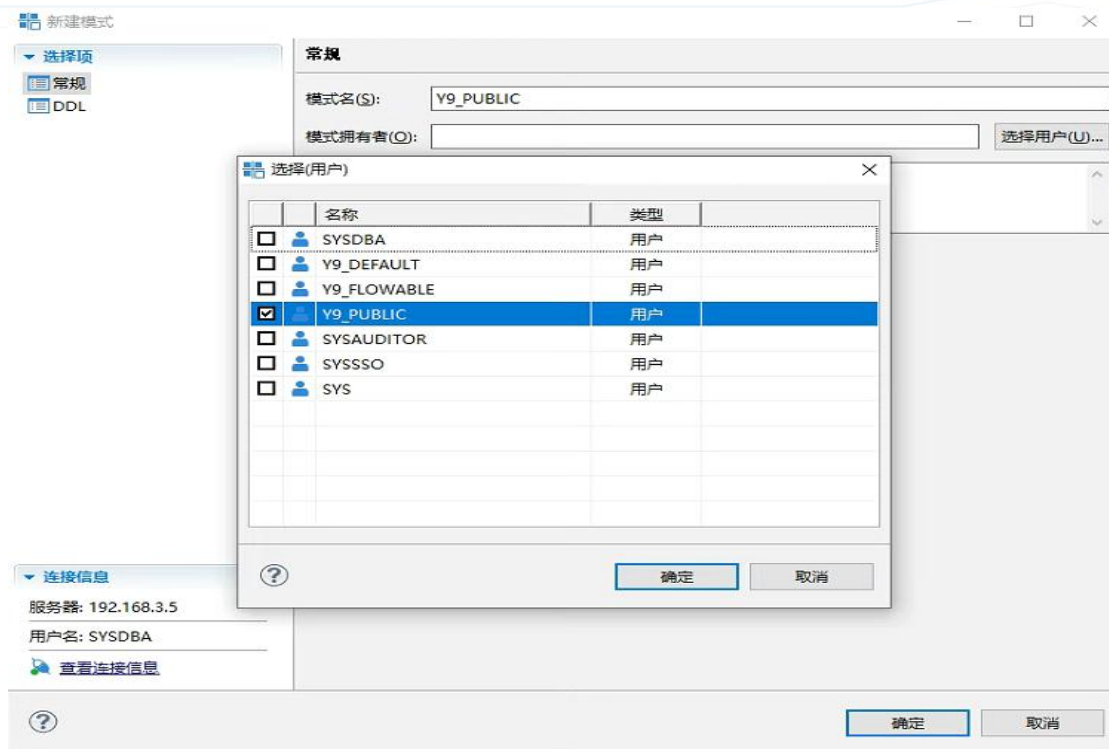 新建模式
选择项
常规
DDL
常规
模式名(S):
Y9_PUBLIC
模式拥有者(O):
选择用户(U)...
选择(用户)
名称 类型
SYSDBA 用户
Y9_DEFAULT 用户
Y9_FLOWABLE 用户
Y9_PUBLIC 用户
SYSAUDITOR 用户
SYSSSO 用户
SYS 用户
确定 取消
连接信息
服务器: 192.168.3.5
用户名: SYSDBA
查看连接信息
确定 取消